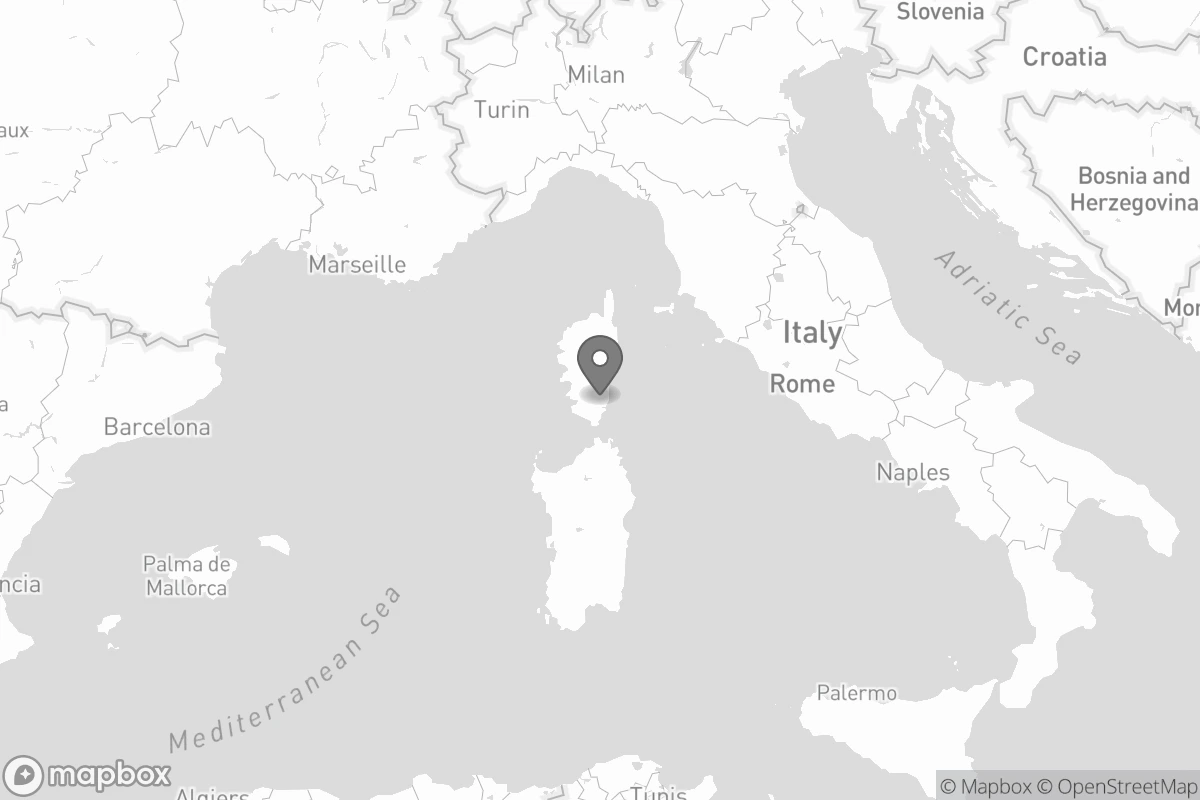 Slovenia
Croatia
Milan
Turin
aux
Bosnia and
Herzegovina
Marseille
Adriatic Sea
Mon
Italy
Rome
a
Barcelona
Naples
Palma de
Mallorca
ncia
Mediterranean Sea
Palermo
mapbox
Algiers
Tunis
© Mapbox © OpenStreetMap